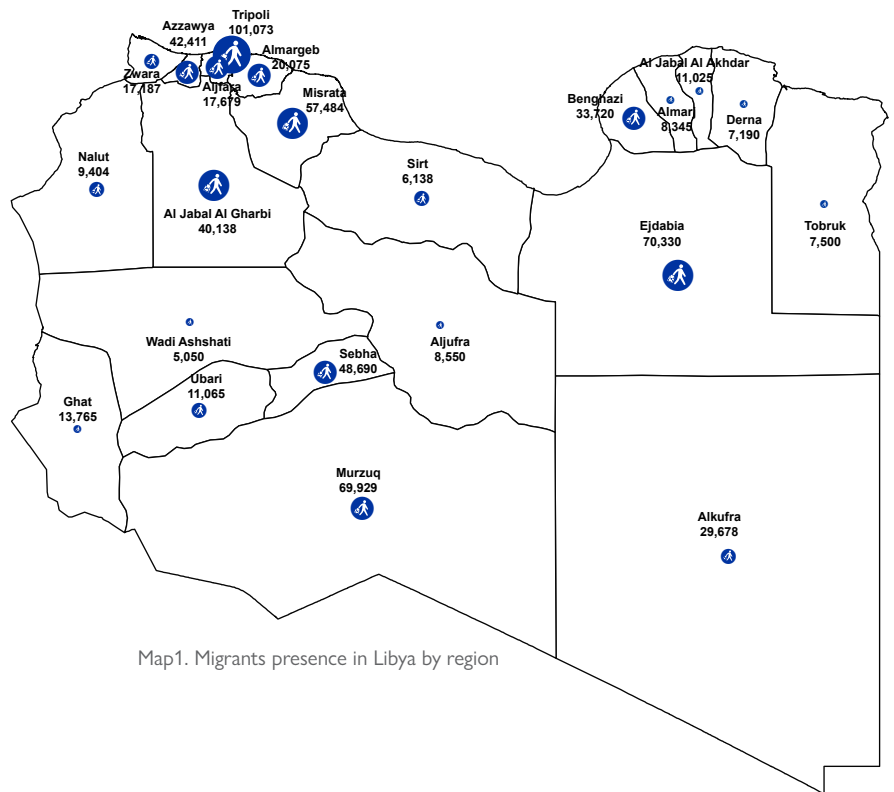 Tripoli
101,073
Azzawya
42,411
Almargeb
20,075
Zwara
17,187
Aljfara
17,679
Misrata
57,484
Al Jabal Al Akhdar
11,025
Benghazi
33,720
Almarj
8,345
Derna
7,190
Nalut
9,404
Sirt
6,138
Al Jabal Al Gharbi
40,138
Ejdabia
70,330
Tobruk
7,500
Wadi Ashshati
5,050
Sebha
48,690
Aljufra
8,550
Ubari
11,065
Ghat
13,765
Murzuq
69,929
Alkufra
29,678
Map1. Migrants presence in Libya by region